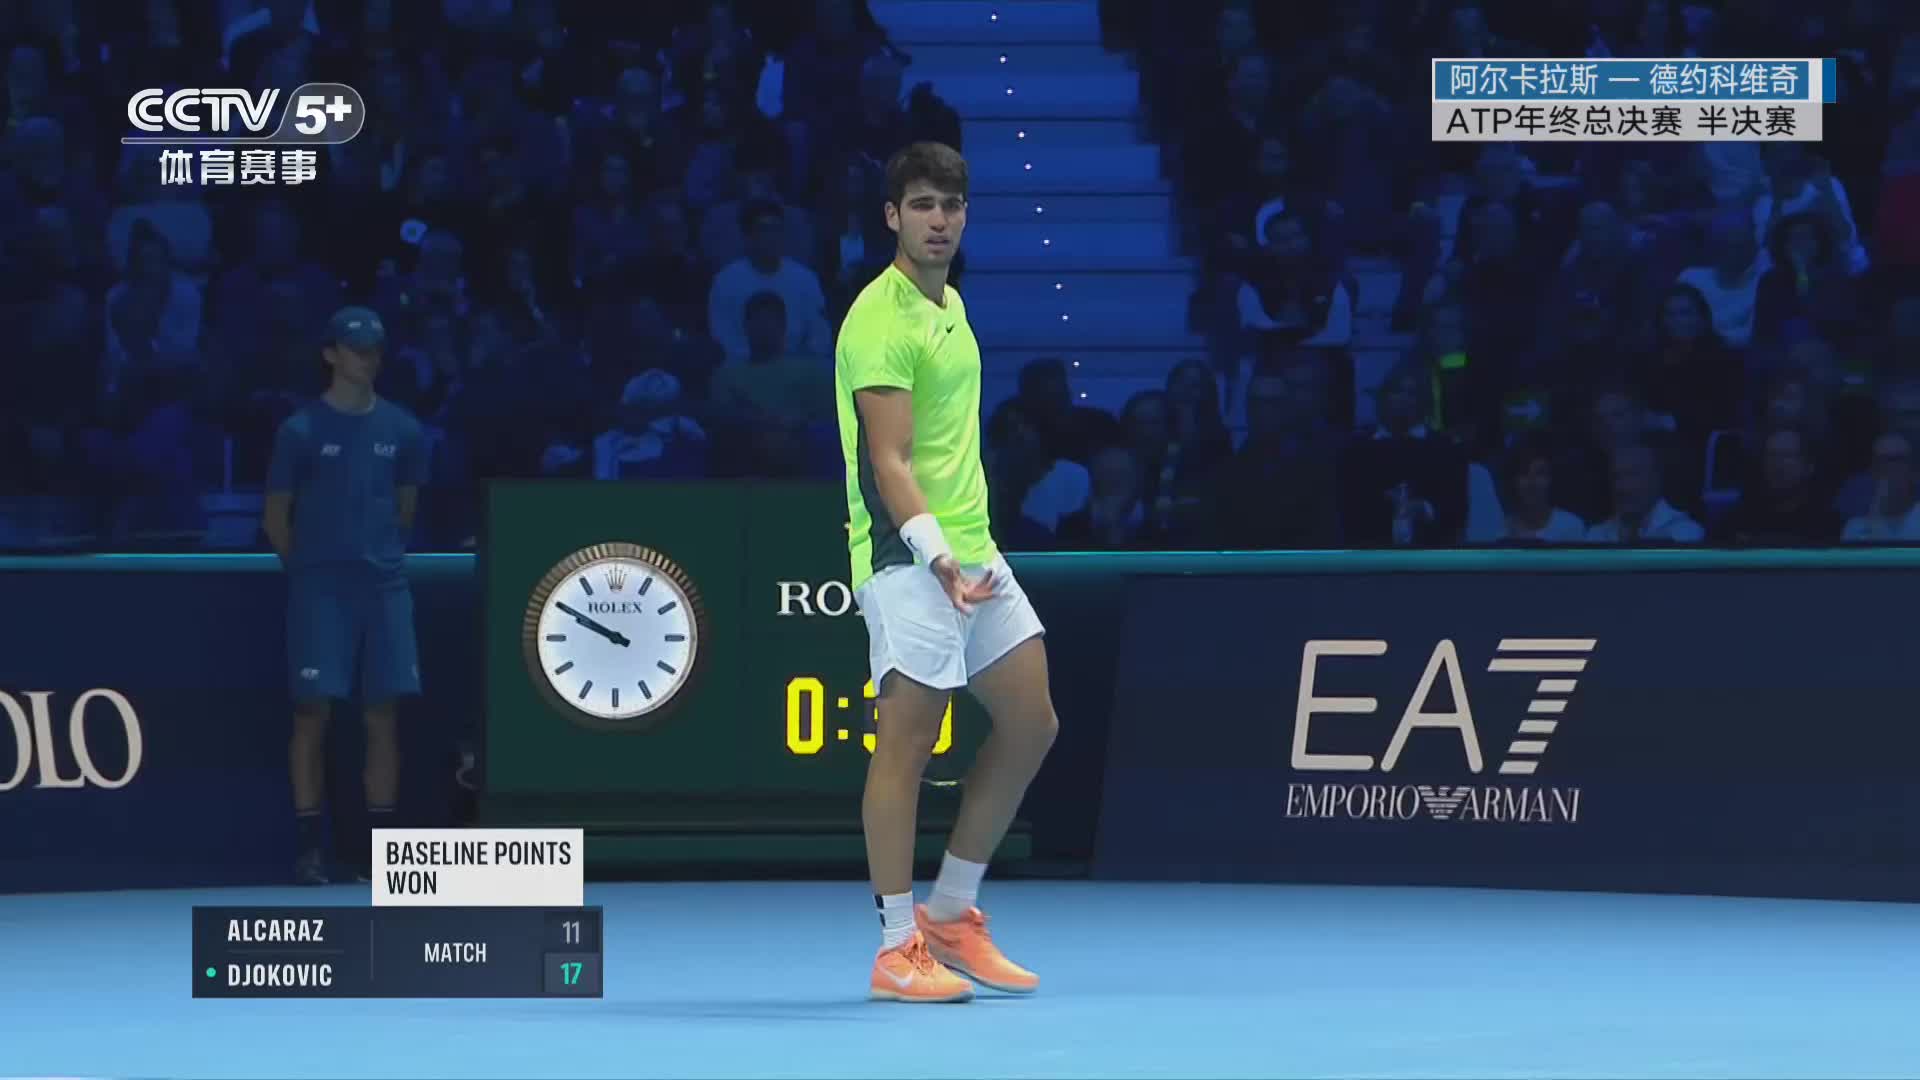 CCTV 5+
体育赛事
阿尔卡拉斯 — 德约科维奇
ATP年终总决赛 半决赛
EA7
ROLEX
EA7
EMPORIO ARMANI
BASELINE POINTS
WON
ALCARAZ 11
MATCH
DJOKOVIC 17